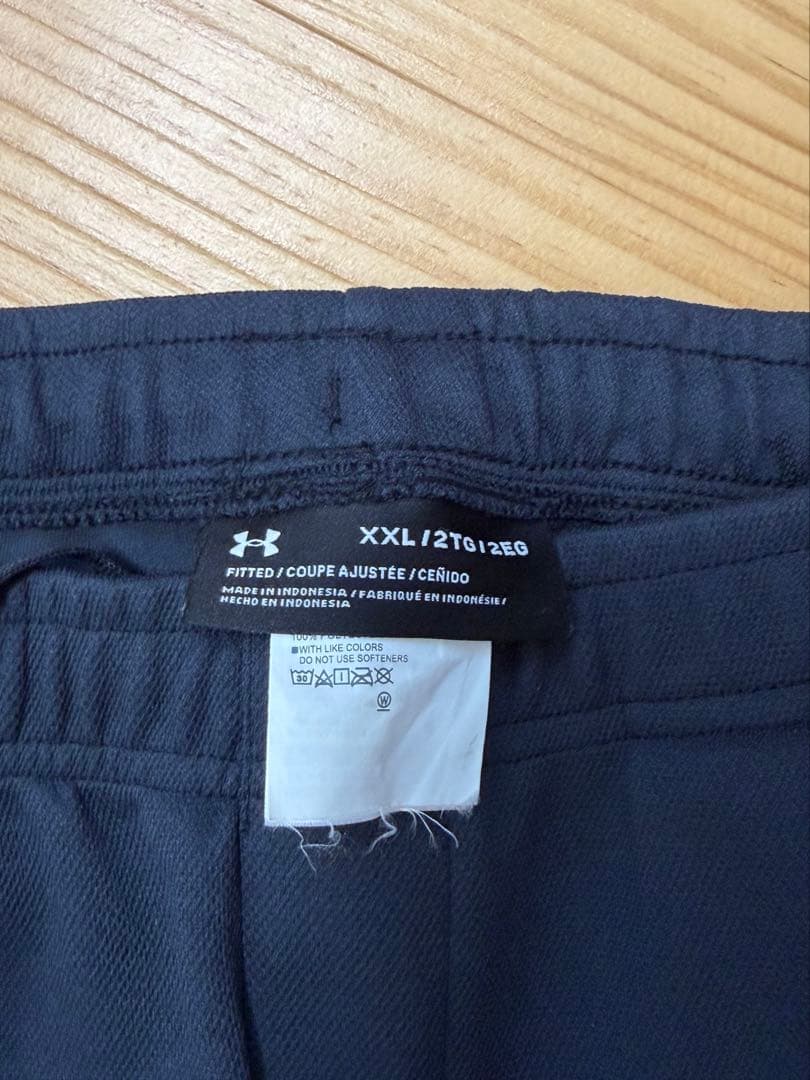 XXL/2TG/2EG
FITTED / COUPE AJUSTÉE / CEÑIDO
MADE IN INDONESIA / FABRIQUÉ EN INDONÉSIE /
HECHO EN INDONESIA
100%
WITH LIKE COLORS
DO NOT USE SOFTENERS
30
W